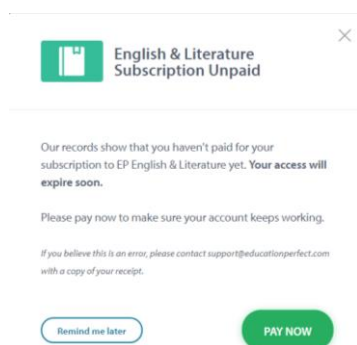 English & Literature
Subscription Unpaid
Our records show that you haven't paid for your
subscription to EP English & Literature yet. Your access will
expire soon.
Please pay now to make sure your account keeps working.
If you believe this is an error, please contact support@educationperfect.com
with a copy of your receipt.
Remind me later
PAY NOW